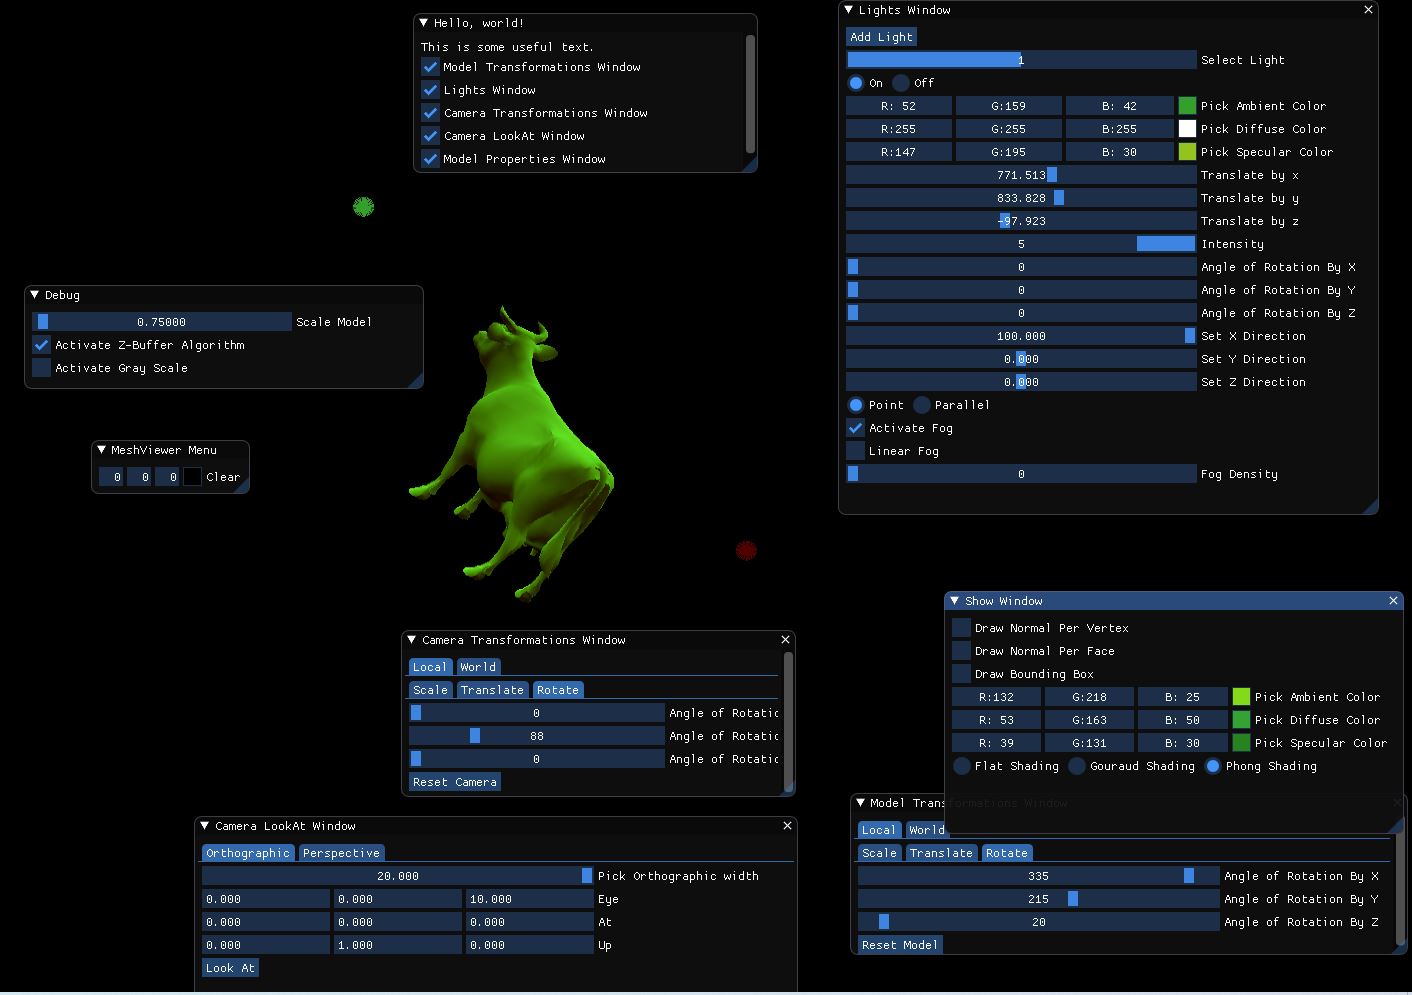 Hello, world!
This is some useful text.
Model Transformations Window
Lights Window
Camera Transformations Window
Camera LookAt Window
Model Properties Window
Lights Window
Add Light
1 Select Light
On Off
R: 52 G:159 B: 42 Pick Ambient Color
R:255 G:255 B:255 Pick Diffuse Color
R:147 G:195 B: 30 Pick Specular Color
771.513 Translate by x
833.828 Translate by y
-97.923 Translate by z
5 Intensity
0 Angle of Rotation By X
0 Angle of Rotation By Y
0 Angle of Rotation By Z
100.000 Set X Direction
0.000 Set Y Direction
0.000 Set Z Direction
Point Parallel
Activate Fog
Linear Fog
0 Fog Density
Debug
0.75000 Scale Model
Activate Z-Buffer Algorithm
Activate Gray Scale
MeshViewer Menu
0 0 0 Clear
Show Window
Draw Normal Per Vertex
Draw Normal Per Face
Draw Bounding Box
R:132 G:218 B: 25 Pick Ambient Color
R: 53 G:163 B: 50 Pick Diffuse Color
R: 39 G:131 B: 30 Pick Specular Color
Flat Shading Gouraud Shading Phong Shading
Camera Transformations Window
Local World
Scale Translate Rotate
0 Angle of Rotatic
88 Angle of Rotatic
0 Angle of Rotatic
Reset Camera
Model Transformations Window
Local World
Scale Translate Rotate
335 Angle of Rotation By X
215 Angle of Rotation By Y
20 Angle of Rotation By Z
Reset Model
Camera LookAt Window
Orthographic Perspective
20.000 Pick Orthographic width
0.000 0.000 10.000 Eye
0.000 0.000 0.000 At
0.000 1.000 0.000 Up
Look At